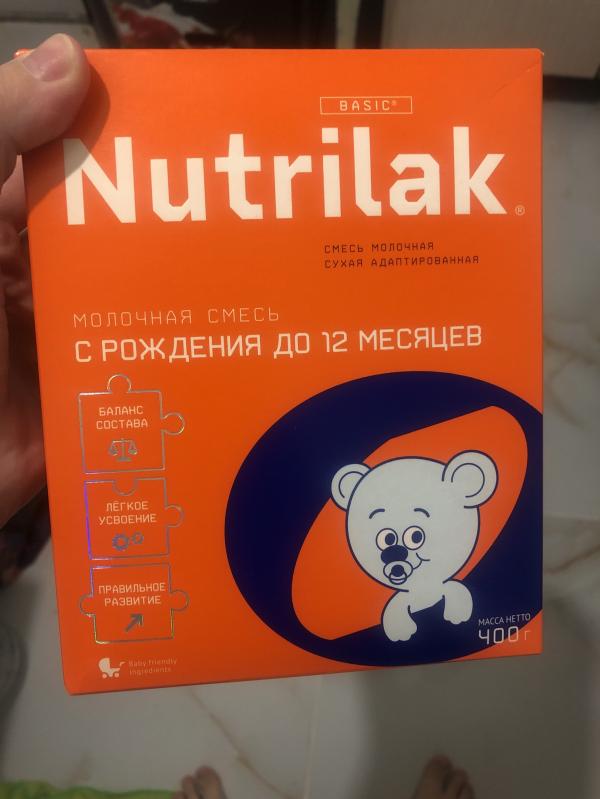 BASIC®
Nutrilak®
СМЕСЬ МОЛОЧНАЯ
СУХАЯ АДАПТИРОВАННАЯ
МОЛОЧНАЯ СМЕСЬ
С РОЖДЕНИЯ ДО 12 МЕСЯЦЕВ
БАЛАНС
СОСТАВА
ЛЁГКОЕ
УСВОЕНИЕ
ПРАВИЛЬНОЕ
РАЗВИТИЕ
МАССА НЕТТО
400 г
Baby friendly
ingredients